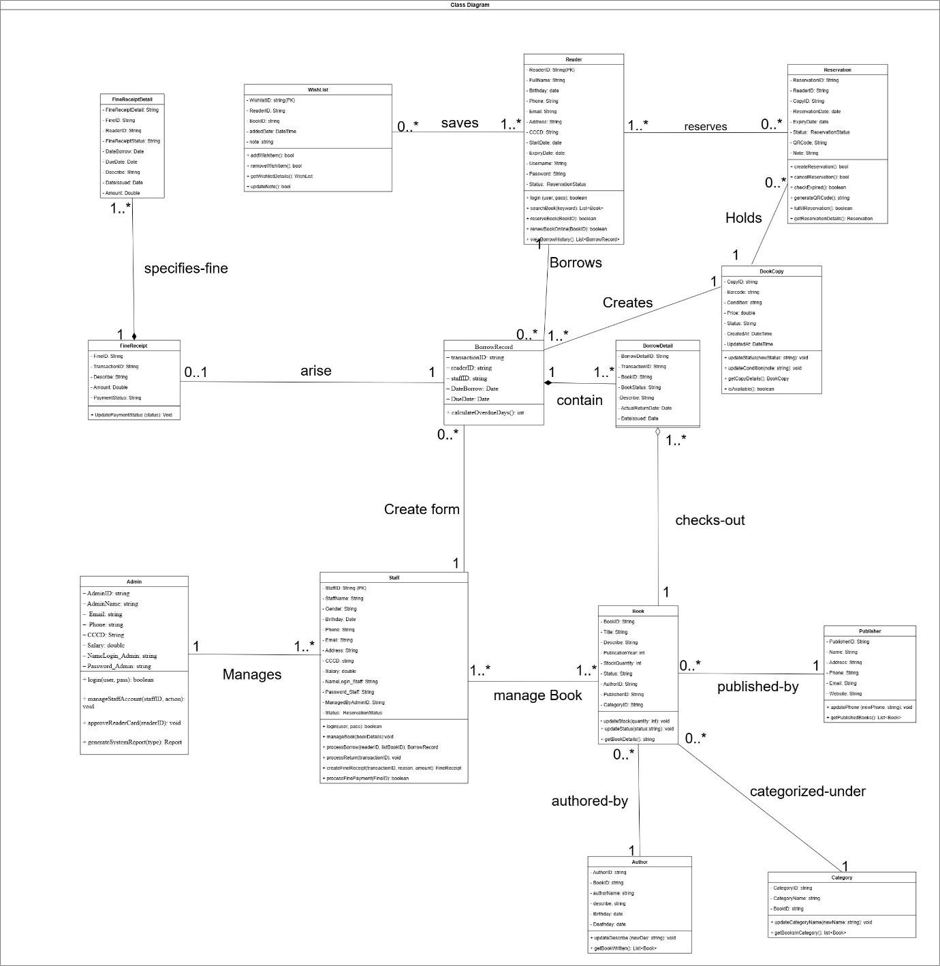 Class Diagram
Reader
- ReaderID: String(PK)
- FullName: String
- Birthday: date
- Phone: String
- Email: String
- Address: String
- CCCD: String
- StartDate: date
- ExpiryDate: date
- Username: String
- Password: String
- Status: ReservationStatus
+ login (user, pass): boolean
+ searchBook(keyword): List<Book>
+ reserveBook(BookID): boolean
+ renewBookOnline(BookID): boolean
+ viewBorrowHistory(): List<BorrowRecord>
Reservation
- ReservationID: String
- ReaderID: String
- CopyID: String
- ReservationDate: date
- ExpiryDate: date
- Status: ReservationStatus
- QRCode: String
- Note: String
+ createReservation(): bool
+ cancelReservation(): bool
+ checkExpired(): boolean
+ generateQRCode(): string
+ fulfillReservation(): boolean
+ getReservationDetails(): Reservation
WishList
- WishlistID: string(PK)
- ReaderID: String
- BookID: string
- addedDate: DateTime
- note: string
+ addWishItem(): bool
+ removeWishItem(): bool
+ getWishlistDetails(): WishList
+ updateNote(): bool
FineReceiptDetail
- FineReceiptDetail: String
- FineID: String
- ReaderID: String
- FineReceiptStatus: String
- DateBorrow: Date
- DueDate: Date
- Describe: String
- DateIssued: Date
- Amount: Double
0..*
saves
1..*
1..*
reserves
0..*
1..*
specifies-fine
1
0..*
Holds
1
1
Borrows
0..*
1
Creates
1..*
BookCopy
- CopyID: string
- Barcode: string
- Condition: string
- Price: double
- Status: String
- CreatedAt: DateTime
- UpdatedAt: DateTime
+ updateStatus(newStatus: string): void
+ updateCondition(note: string): void
+ getCopyDetails(): BookCopy
+ isAvailable(): boolean
FineReceipt
- FineID: String
- TransactionID: String
- Describe: String
- Amount: Double
- PaymentStatus: String
+ UpdatePaymentStatus (status): Void
0..1
arise
1
BorrowRecord
- transactionID: string
- readerID: string
- staffID: string
- DateBorrow: Date
- DueDate: Date
+ calculateOverdueDays(): int
1
contain
1..*
BorrowDetail
- BorrowDetailID: String
- TransactionID: String
- BookID: String
- BookStatus: String
-Describe: String
- ActualReturnDate: Date
- DateIssued: Date
0..*
Create form
1
1..*
checks-out
1
Admin
- AdminID: string
- AdminName: string
- Email: string
- Phone: string
- CCCD: String
- Salary: double
- NameLogin_Admin: string
- Password_Admin: string
+ login(user, pass): boolean
+ manageStaffAccount(staffID, action):
void
+ approveReaderCard(readerID): void
+ generateSystemReport(type): Report
1
Manages
1..*
Staff
- StaffID: String (PK)
- StaffName: String
- Gender: String
- Birthday: Date
- Phone: String
- Email: String
- Address: String
- CCCD: string
- Salary: double
- NameLogin_Staff: String
- Password_Staff: String
- ManagedByAdminID: String
- Status: ReservationStatus
+ login(user, pass): boolean
+ manageBook(bookDetails):void
+ processBorrow(readerID, listBookID): BorrowRecord
+ processReturn(transactionID): void
+ createFineReceipt(transactionID, reason, amount): FineReceipt
+ processFinePayment(FineID): boolean
1..*
manage Book
1..*
Book
- BookID: String
- Title: String
- Describe: String
- PublicationYear: int
- StockQuantity: int
- Status: String
- AuthorID: String
- PublisherID: String
- CategoryID: String
+ updateStock(quantity: int): void
+ updateStatus(status:string): void
+ getBookDetails(): String
0..*
published-by
1
Publisher
- PublisherID: String
- Name: String
- Address: String
- Phone: String
- Email: String
- Website: String
+ updatePhone (newPhone: string): void
+ getPublishedBooks(): List<Book>
0..*
authored-by
1
0..*
categorized-under
1
Author
- AuthorID: string
- BookID: string
- authorName: string
- describe: string
- Birthday: date
- Deathday: date
+ updateDescribe (newDes: string): void
+ getBookWritten(): List<Book>
Category
- CategoryID: string
- CategoryName: string
- BookID: string
+ updateCategoryName(newName: string): void
+ getBooksInCategory(): list<Book>